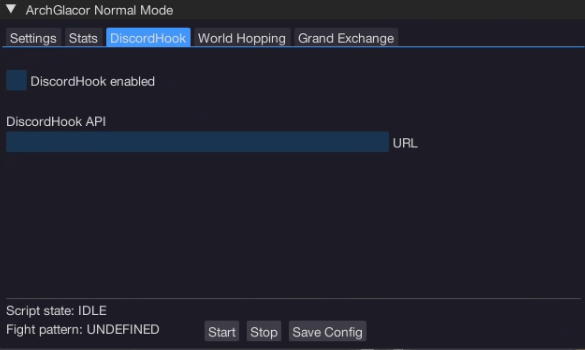 ArchGlacor Normal Mode
Settings Stats DiscordHook World Hopping Grand Exchange
DiscordHook enabled
DiscordHook API
URL
Script state: IDLE
Fight pattern: UNDEFINED Start Stop Save Config